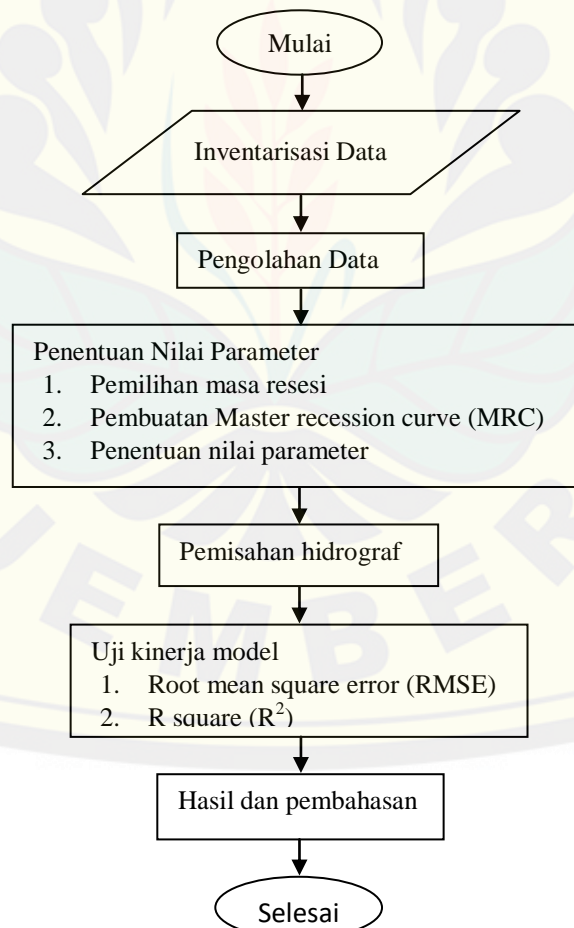 Mulai
Inventarisasi Data
Pengolahan Data
Penentuan Nilai Parameter
1. Pemilihan masa resesi
2. Pembuatan Master recession curve (MRC)
3. Penentuan nilai parameter
Pemisahan hidrograf
Uji kinerja model
1. Root mean square error (RMSE)
2. R square (R²)
Hasil dan pembahasan
Selesai